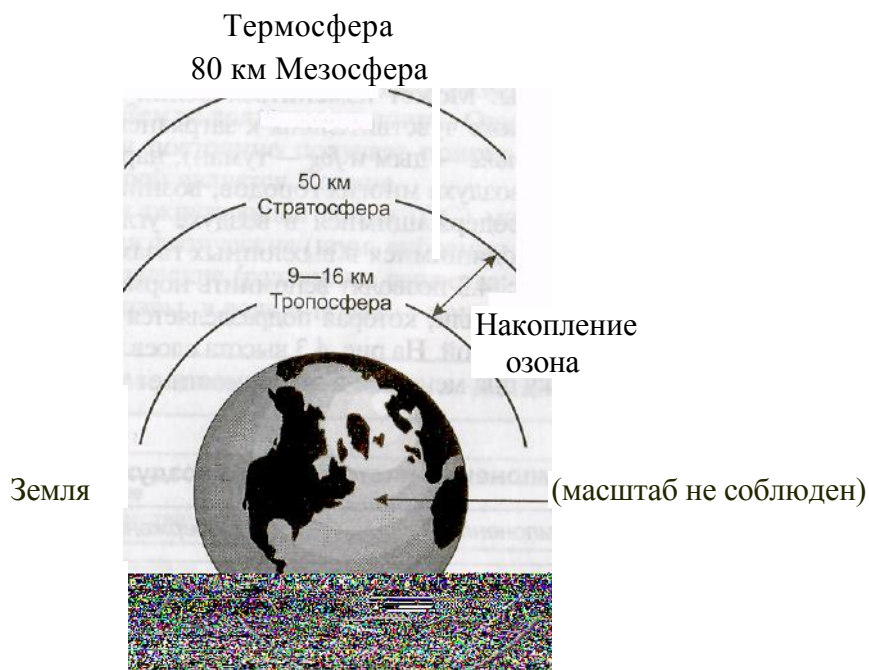 Термосфера
80 км Мезосфера
50 км
Стратосфера
9—16 км
Тропосфера
Накопление
озона
Земля
(масштаб не соблюден)